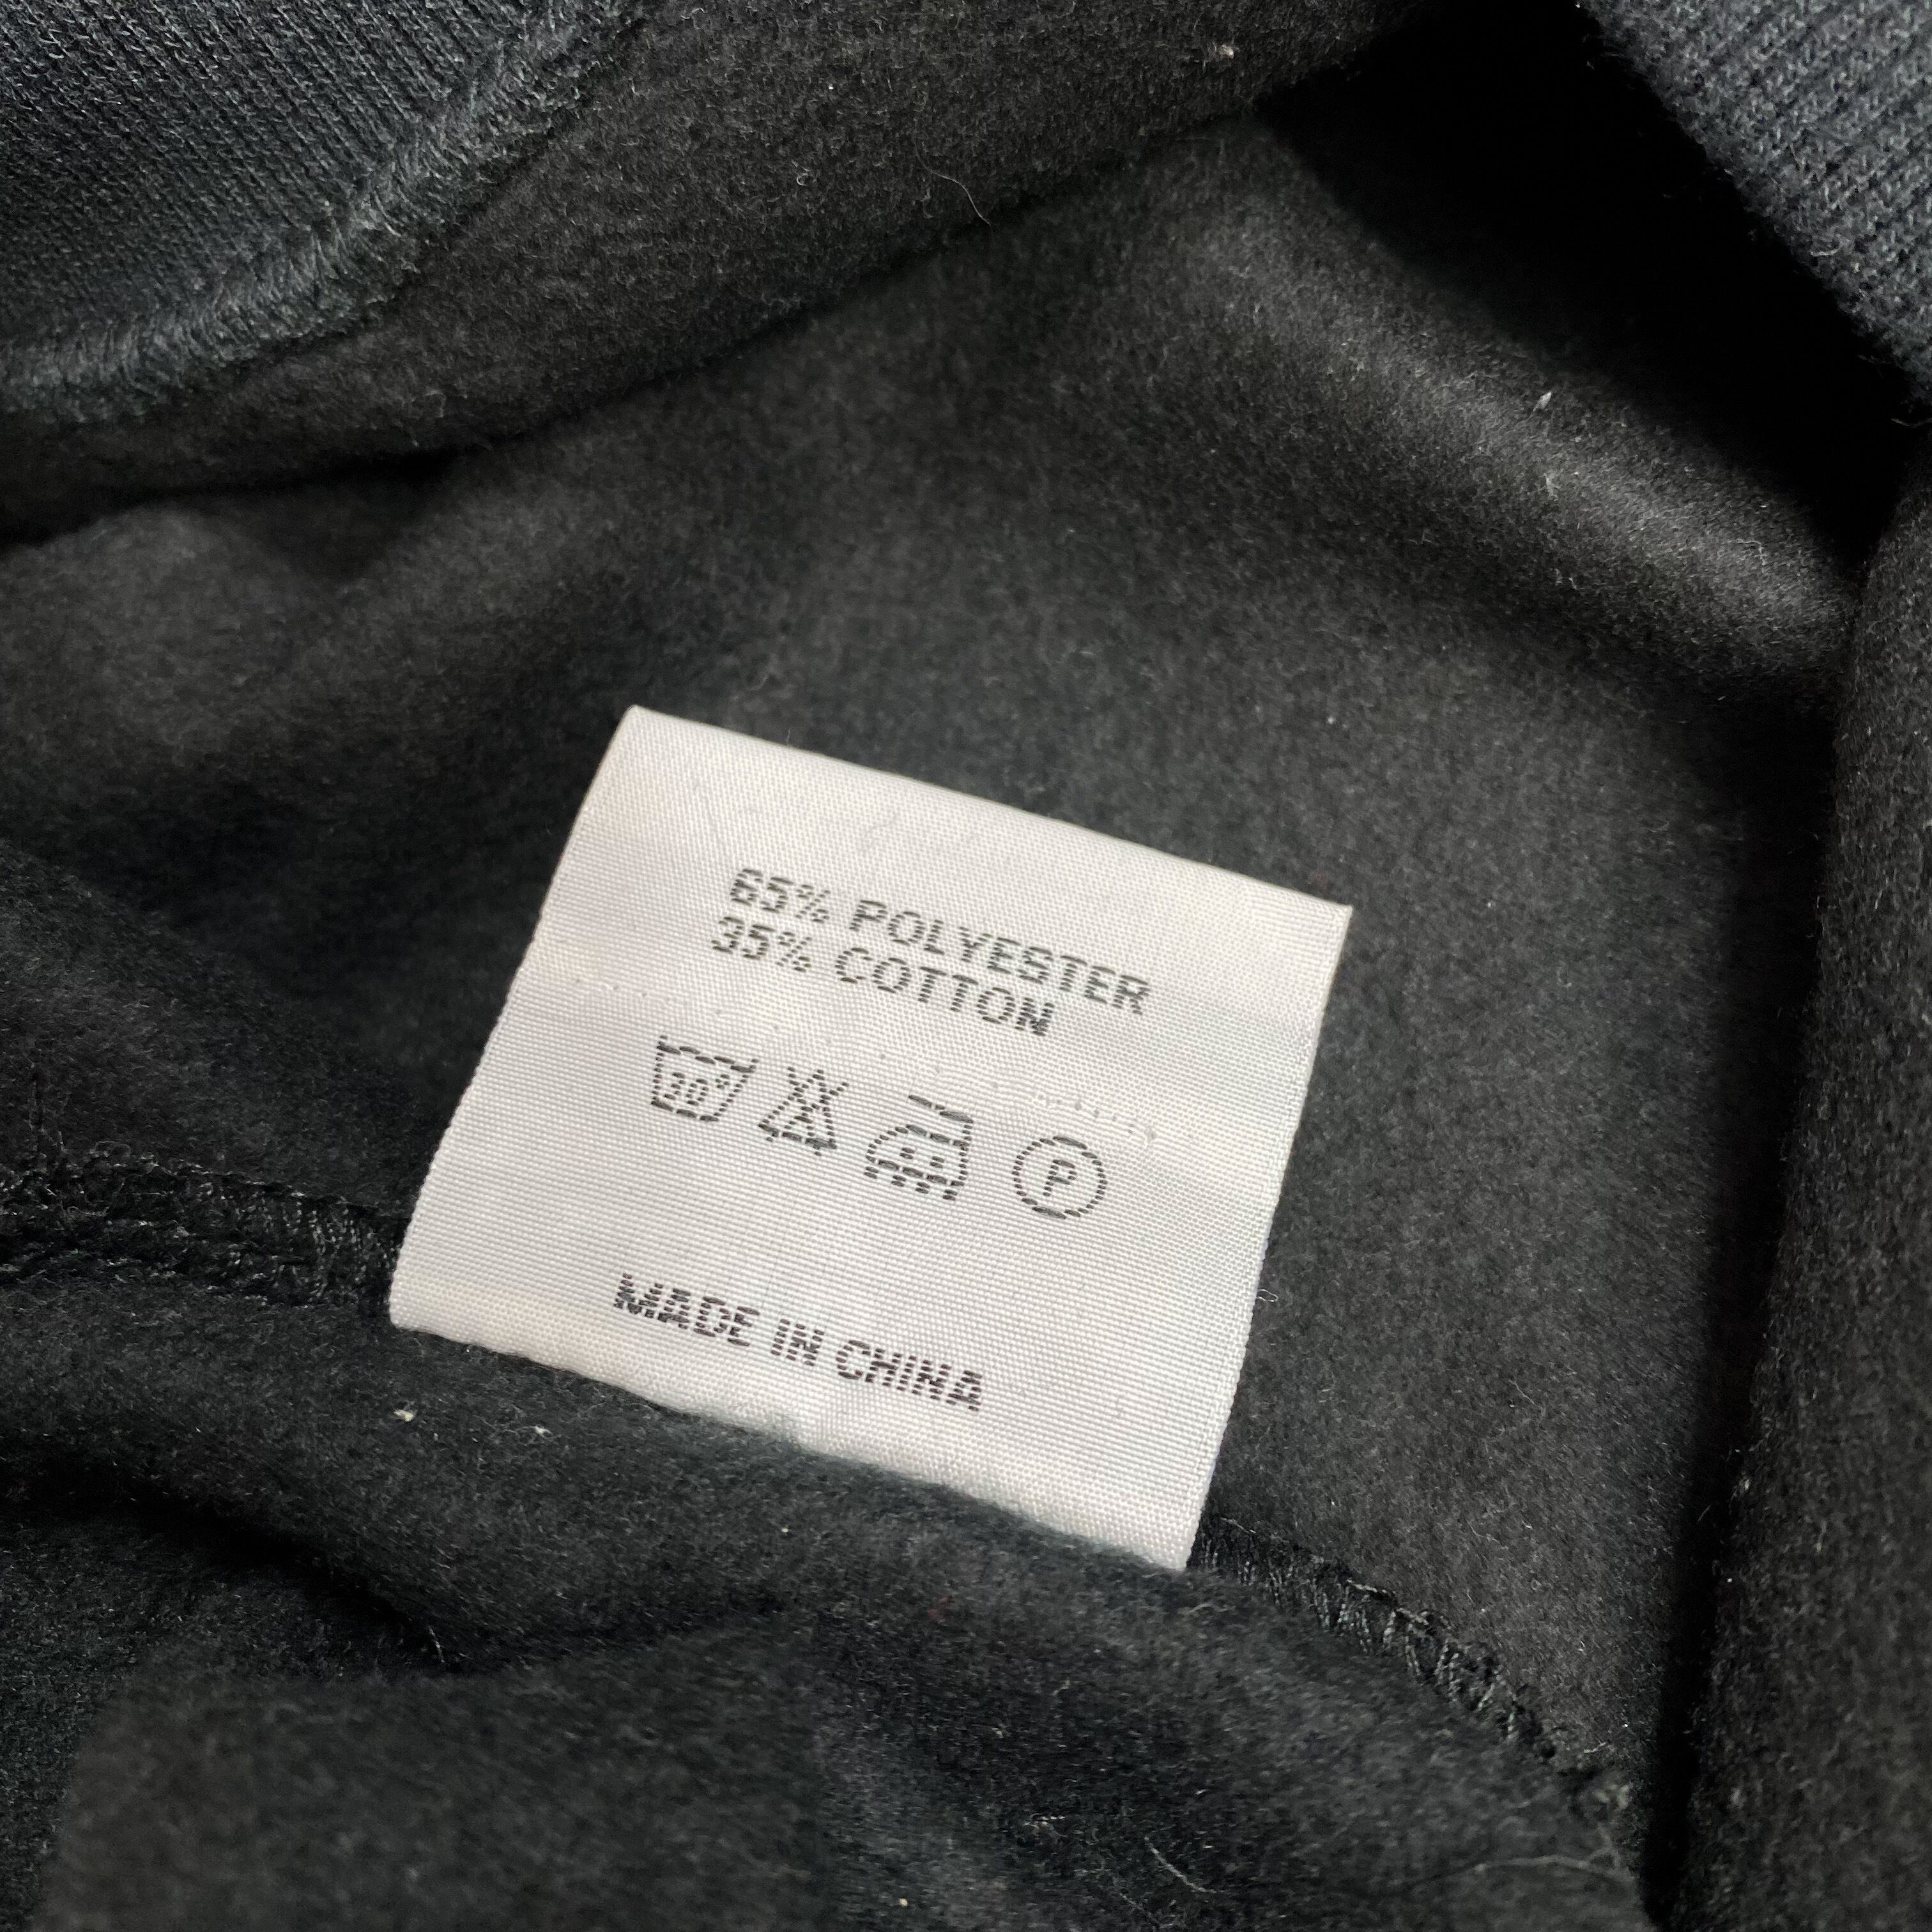 65% POLYESTER
35% COTTON
30°
P
MADE IN CHINA